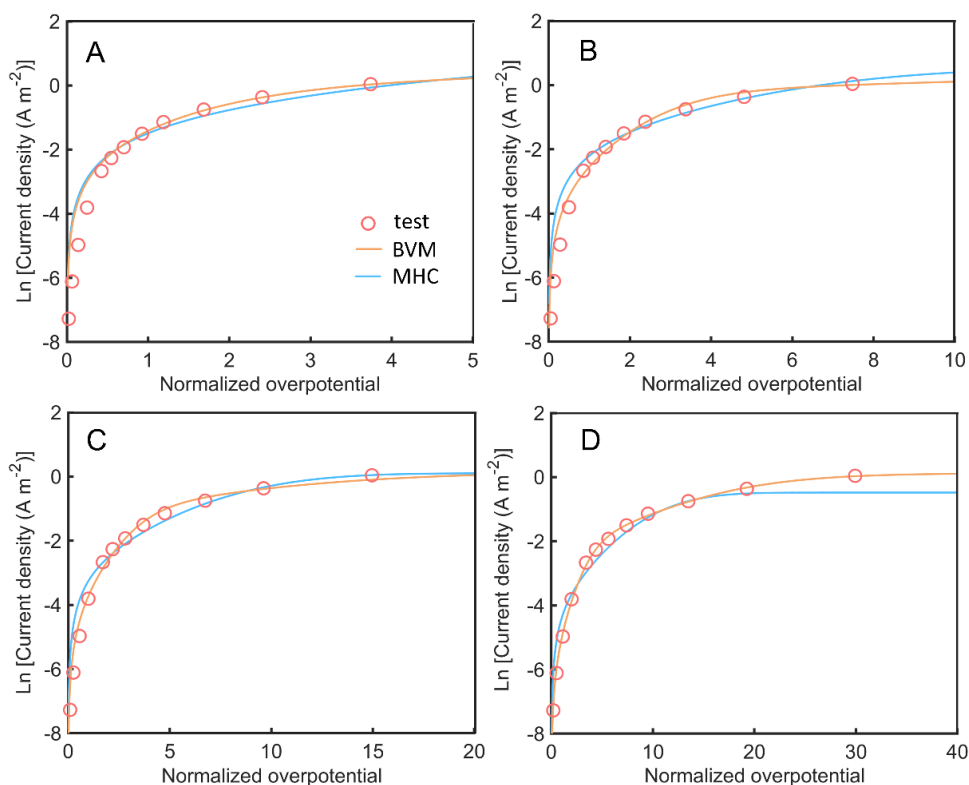 A
2
0
-2
-4
-6
-8
Ln [Current density (A m-2)]
0 1 2 3 4 5
Normalized overpotential
test
BVM
MHC
B
2
0
-2
-4
-6
-8
Ln [Current density (A m-2)]
0 2 4 6 8 10
Normalized overpotential
C
2
0
-2
-4
-6
-8
Ln [Current density (A m-2)]
0 5 10 15 20
Normalized overpotential
D
2
0
-2
-4
-6
-8
Ln [Current density (A m-2)]
0 10 20 30 40
Normalized overpotential